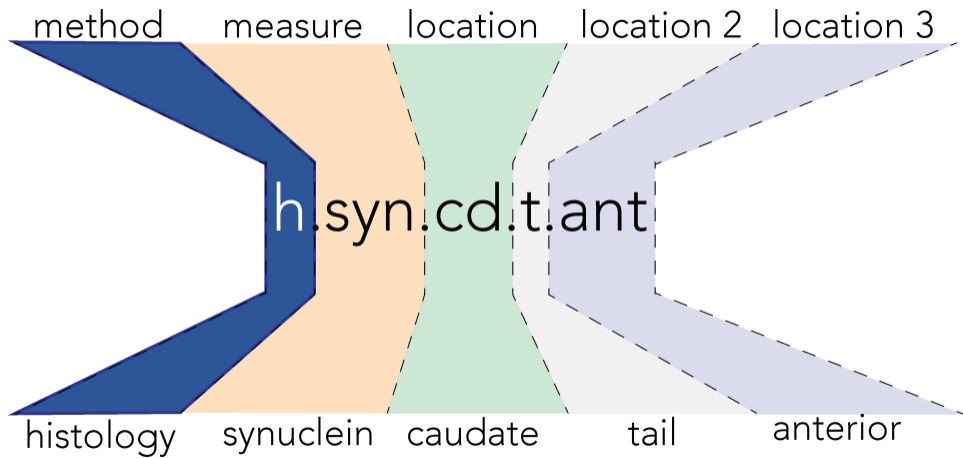 method measure location location 2 location 3
h.syn.cd.t.ant
histology synuclein caudate tail anterior